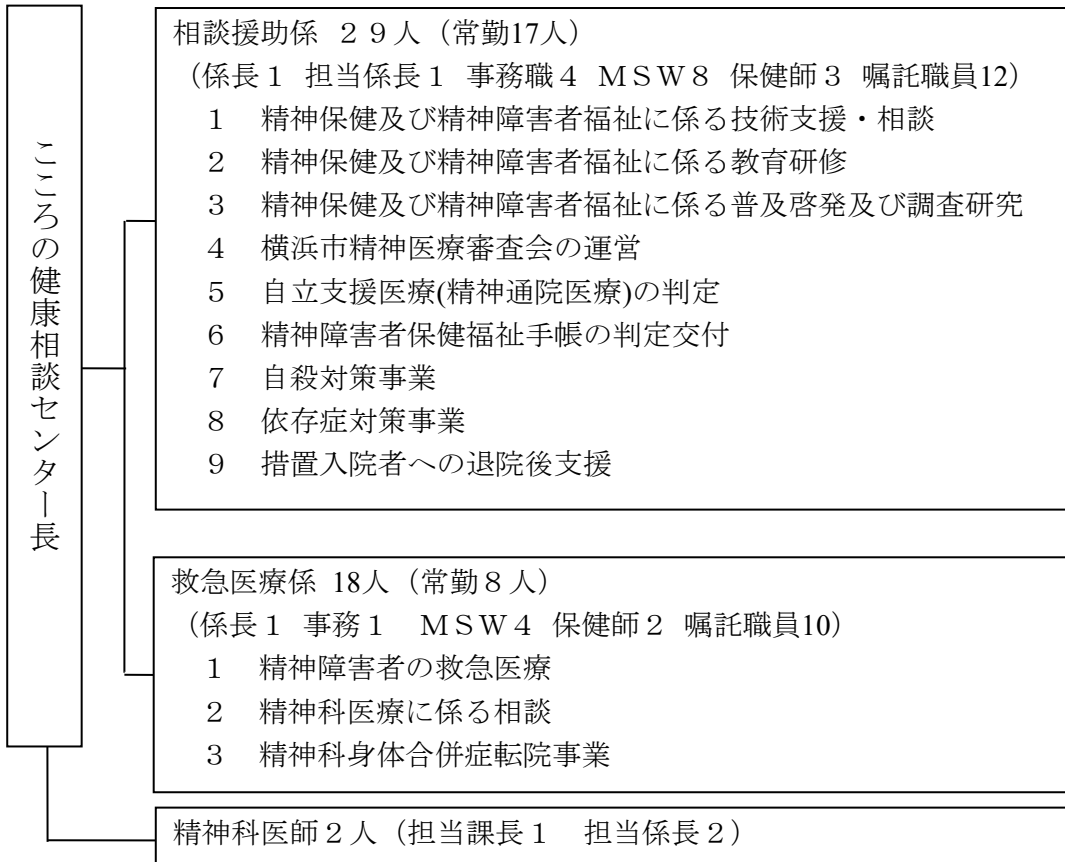 こころの健康相談センター長
相談援助係 ２９人（常勤17人）
（係長１ 担当係長１ 事務職４ ＭＳＷ８ 保健師３ 嘱託職員12）
１ 精神保健及び精神障害者福祉に係る技術支援・相談
２ 精神保健及び精神障害者福祉に係る教育研修
３ 精神保健及び精神障害者福祉に係る普及啓発及び調査研究
４ 横浜市精神医療審査会の運営
５ 自立支援医療(精神通院医療)の判定
６ 精神障害者保健福祉手帳の判定交付
７ 自殺対策事業
８ 依存症対策事業
９ 措置入院者への退院後支援
救急医療係 18人（常勤８人）
（係長１ 事務１ ＭＳＷ４ 保健師２ 嘱託職員10）
１ 精神障害者の救急医療
２ 精神科医療に係る相談
３ 精神科身体合併症転院事業
精神科医師２人（担当課長１ 担当係長２）